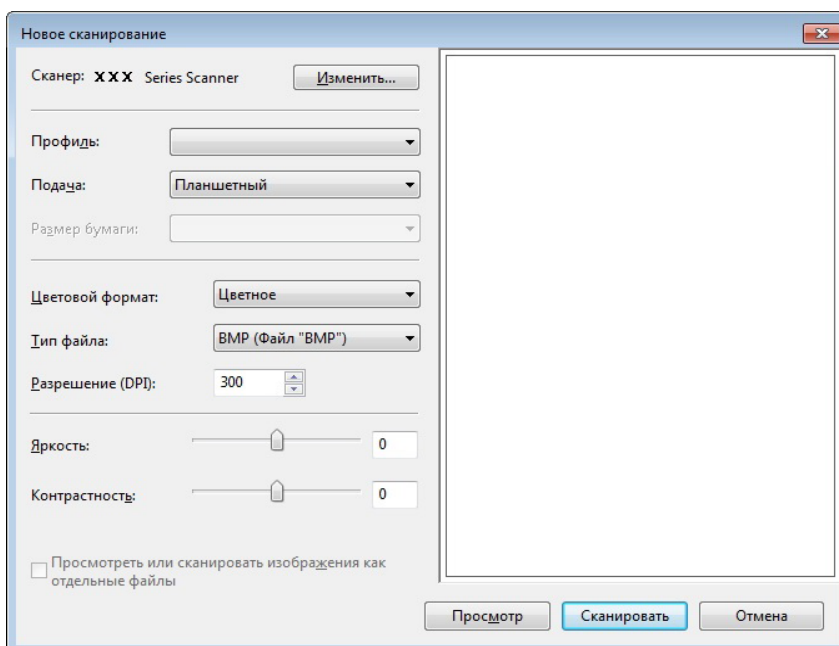 Новое сканирование
Сканер: XXX Series Scanner Изменить...
Профиль:
Подача: Планшетный
Размер бумаги:
Цветовой формат: Цветное
Тип файла: BMP (Файл "BMP")
Разрешение (DPI): 300
Яркость: 0
Контрастность: 0
Просмотреть или сканировать изображения как
отдельные файлы
Просмотр Сканировать Отмена